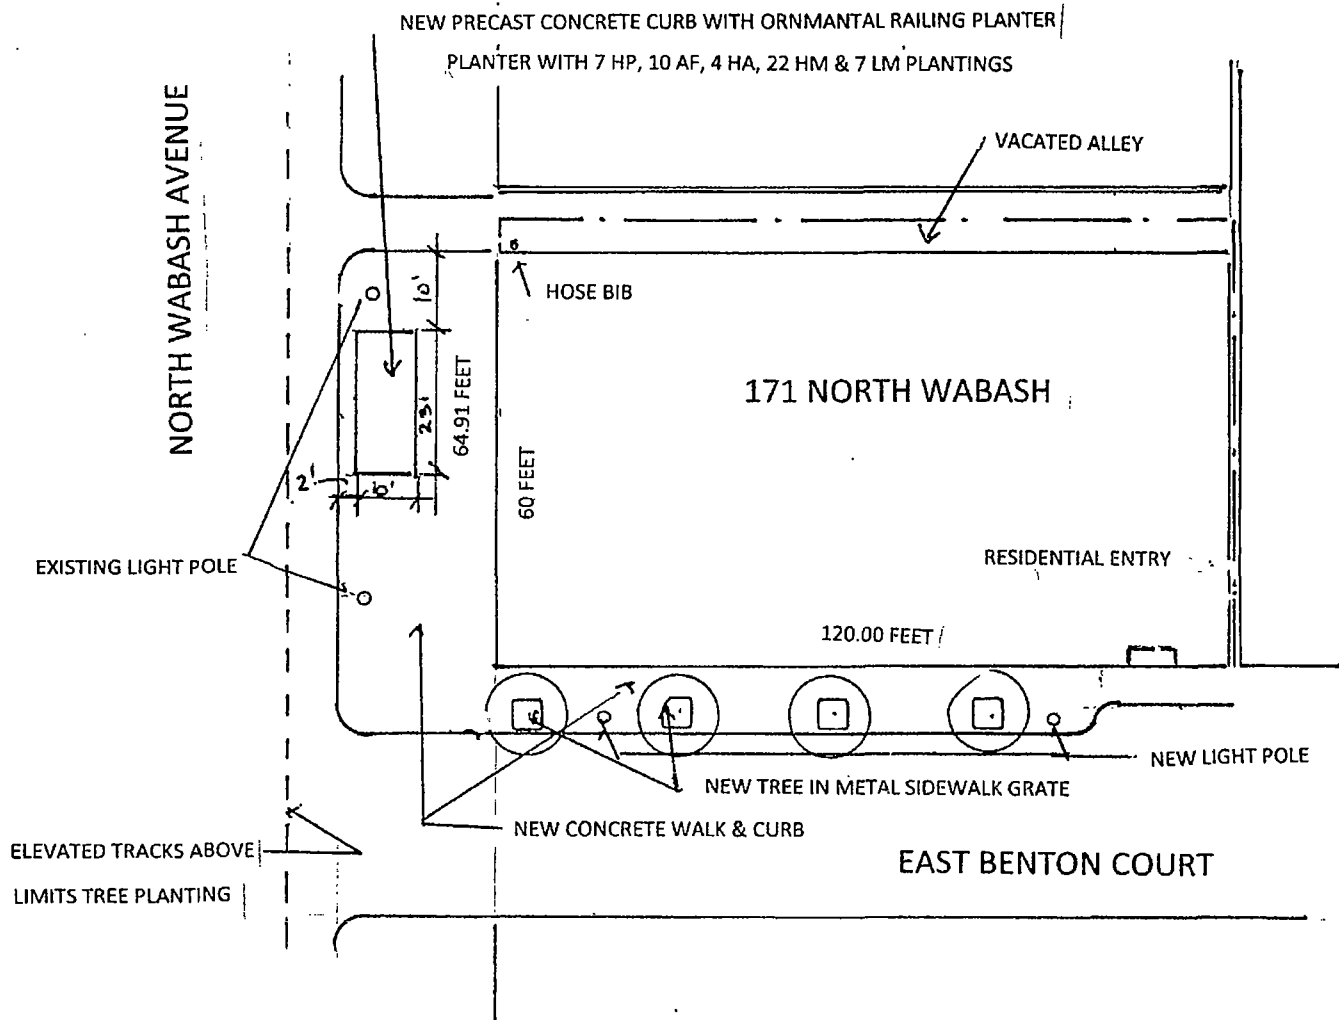 NEW PRECAST CONCRETE CURB WITH ORNMANTAL RAILING PLANTER
PLANTER WITH 7 HP, 10 AF, 4 HA, 22 HM & 7 LM PLANTINGS
NORTH WABASH AVENUE
VACATED ALLEY
HOSE BIB
10'
171 NORTH WABASH
23'
64.91 FEET
60 FEET
2'
10'
EXISTING LIGHT POLE
RESIDENTIAL ENTRY
120.00 FEET
NEW LIGHT POLE
NEW TREE IN METAL SIDEWALK GRATE
NEW CONCRETE WALK & CURB
ELEVATED TRACKS ABOVE
LIMITS TREE PLANTING
EAST BENTON COURT